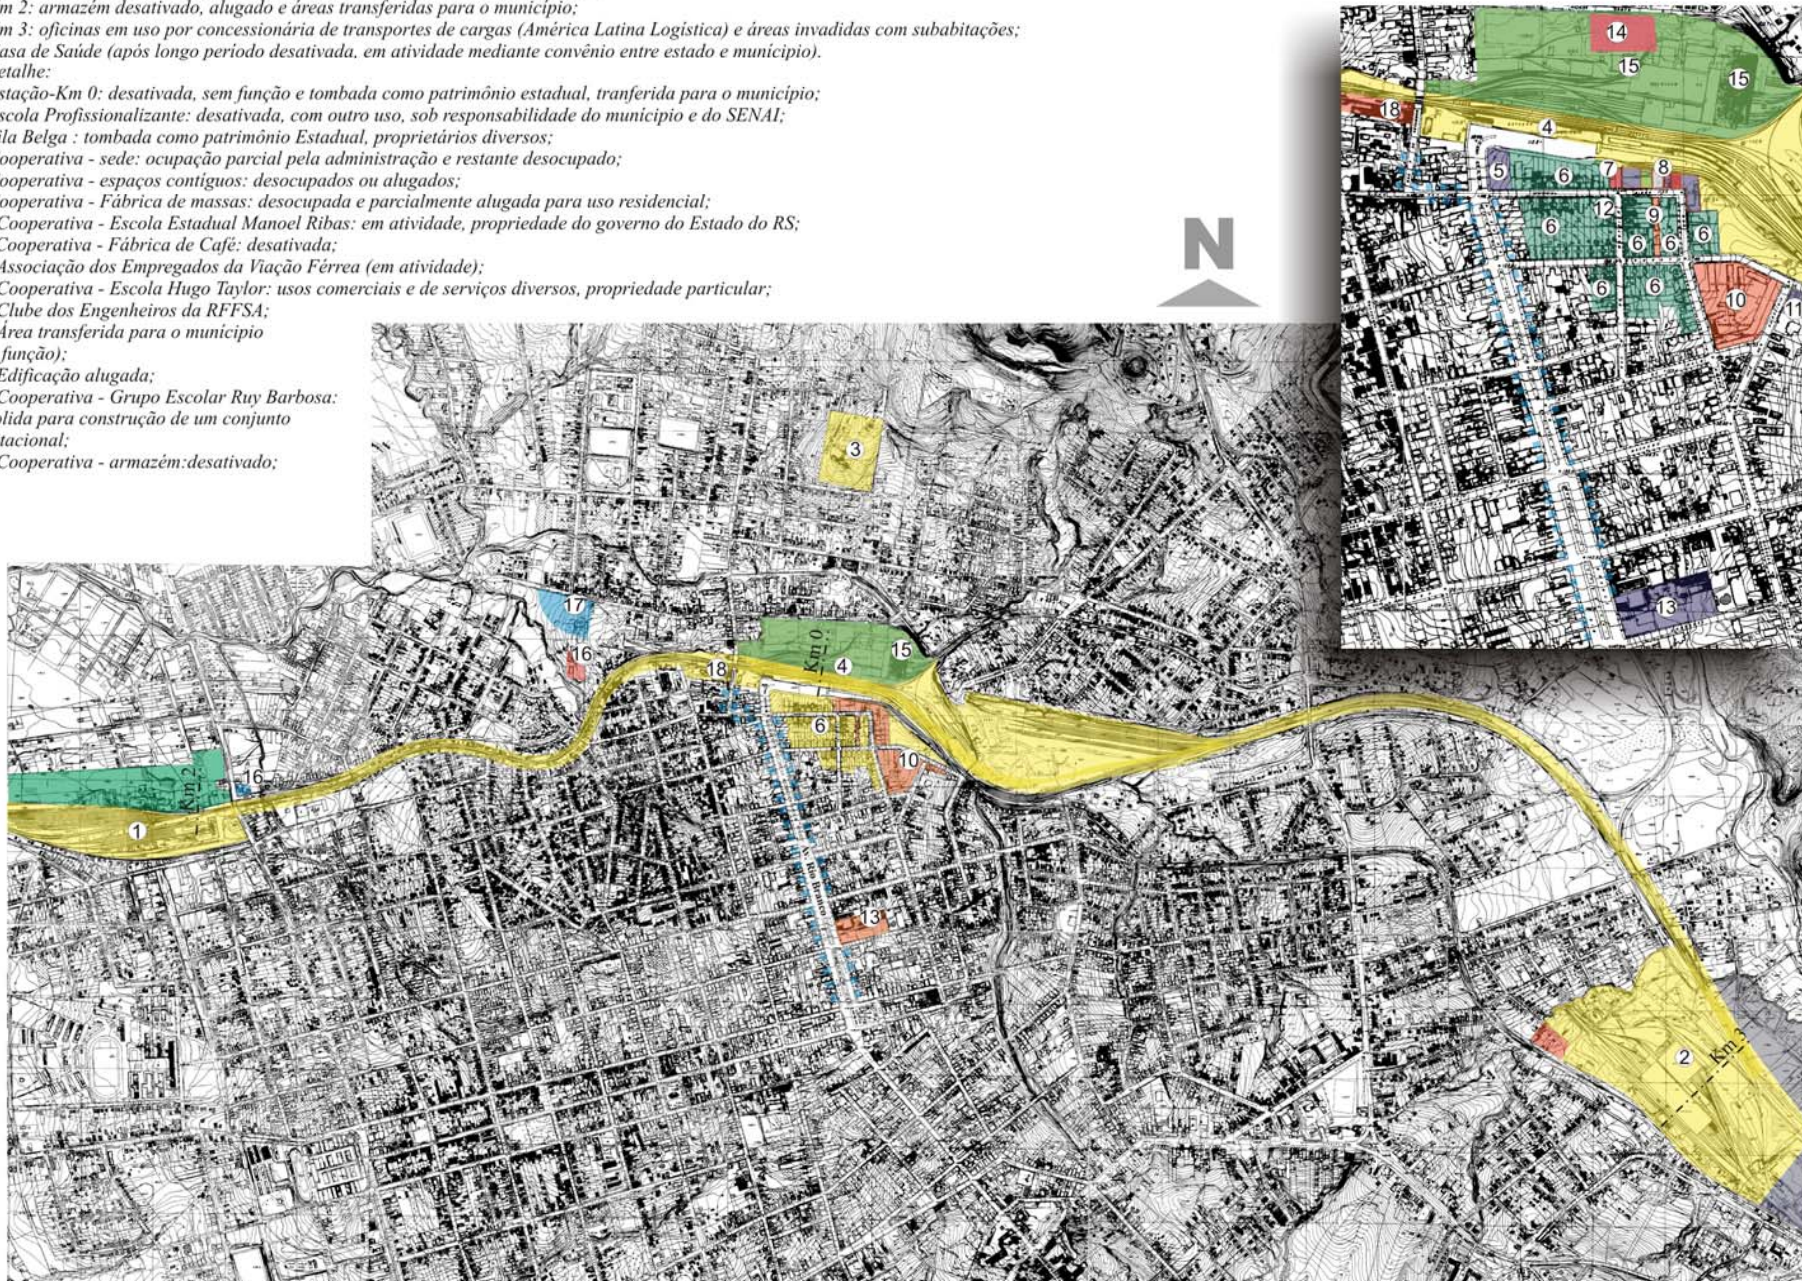 m 2: armazém desativado, alugado e áreas transferidas para o município;
m 3: oficinas em uso por concessionária de transportes de cargas (América Latina Logística) e áreas invadidas com subabitações;
asa de Saúde (após longo período desativada, em atividade mediante convênio entre estado e munícipio).
etalhe:
stação-Km 0: desativada, sem função e tombada como patrimônio estadual, tranferida para o município;
scola Profissionalizante: desativada, com outro uso, sob responsabilidade do munícipio e do SENAI;
ila Belga : tombada como patrimônio Estadual, proprietários diversos;
ooperativa - sede: ocupação parcial pela administração e restante desocupado;
ooperativa - espaços contíguos: desocupados ou alugados;
ooperativa - Fábrica de massas: desocupada e parcialmente alugada para uso residencial;
Cooperativa - Escola Estadual Manoel Ribas: em atividade, propriedade do governo do Estado do RS;
Cooperativa - Fábrica de Café: desativada;
Associação dos Empregados da Viação Férrea (em atividade);
Cooperativa - Escola Hugo Taylor: usos comerciais e de serviços diversos, propriedade particular;
Clube dos Engenheiros da RFFSA;
Área transferida para o munícipio
função);
Edificação alugada;
Cooperativa - Grupo Escolar Ruy Barbosa:
olida para construção de um conjunto
tacional;
Cooperativa - armazém:desativado;
N
14
15
15
18
4
5
6
7
8
6
12
9
6
6
6
6
6
10
11
13
3
17
16
18
Km 0
4
15
6
10
16
Km 2
1
Rio Branco
13
2
Km 3